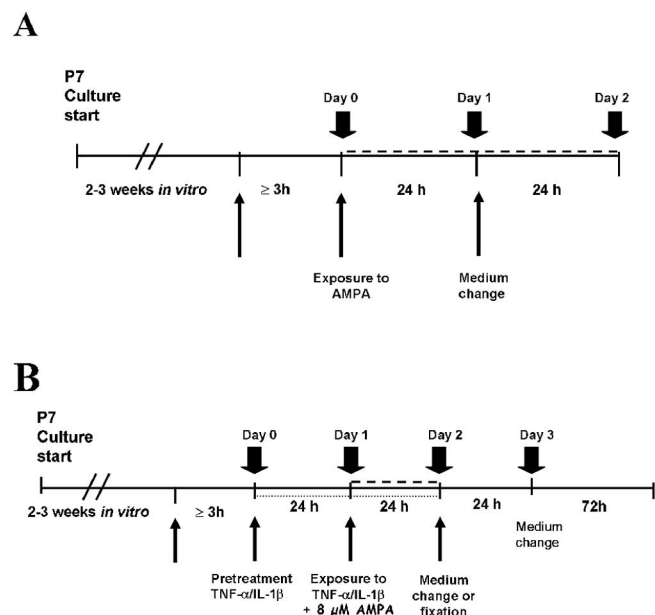 A
P7
Culture
start
Day 0
Day 1
Day 2
2-3 weeks in vitro
≥ 3h
24 h
24 h
Exposure to
AMPA
Medium
change
B
P7
Culture
start
Day 0
Day 1
Day 2
Day 3
2-3 weeks in vitro
≥ 3h
24 h
24 h
24 h
72h
Medium
change
Pretreatment
TNF-α/IL-1β
Exposure to
TNF-α/IL-1β
+ 8 µM AMPA
Medium
change or
fixation